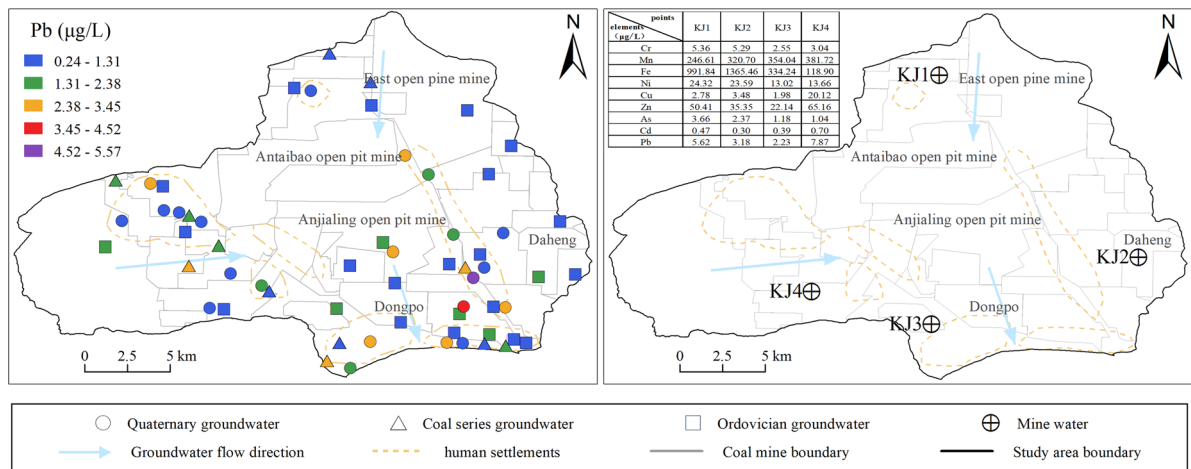 Pb (μg/L)
0.24 - 1.31
1.31 - 2.38
2.38 - 3.45
3.45 - 4.52
4.52 - 5.57
N
East open pine mine
Antaibao open pit mine
Anjialing open pit mine
Daheng
Dongpo
0 2.5 5 km
points
elements (μg/L) KJ1 KJ2 KJ3 KJ4
Cr 5.36 5.29 2.55 3.04
Mn 246.61 320.70 354.04 381.72
Fe 991.84 1365.46 334.24 118.90
Ni 24.32 23.59 13.02 13.66
Cu 2.78 3.48 1.98 20.12
Zn 50.41 35.35 22.14 65.16
As 3.66 2.37 1.18 1.04
Cd 0.47 0.30 0.39 0.70
Pb 5.62 3.18 2.23 7.87
N
KJ1
East open pine mine
Antaibao open pit mine
Anjialing open pit mine
Daheng
KJ2
KJ4
Dongpo
KJ3
0 2.5 5 km
Quaternary groundwater Coal series groundwater Ordovician groundwater Mine water
Groundwater flow direction human settlements Coal mine boundary Study area boundary